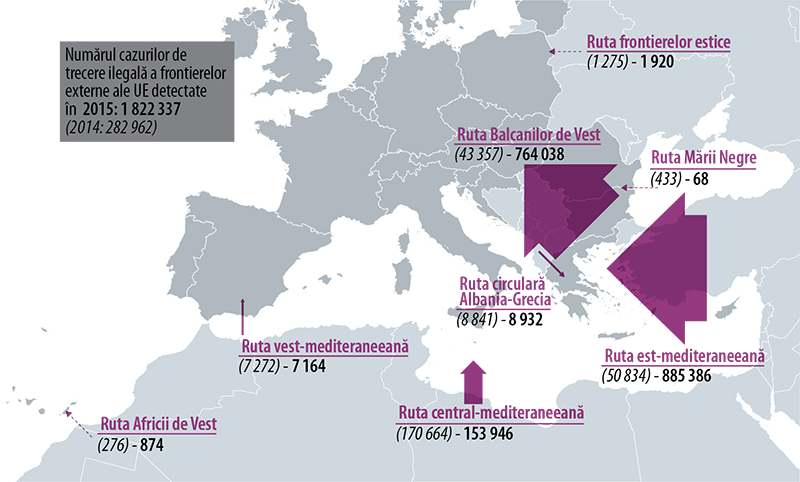 Numărul cazurilor de
trecere ilegală a frontierelor
externe ale UE detectate
în 2015: 1 822 337
(2014: 282 962)
Ruta frontierelor estice
(1 275) - 1 920
Ruta Balcanilor de Vest
(43 357) - 764 038
Ruta Mării Negre
(433) - 68
Ruta circulară
Albania-Grecia
(8 841) - 8 932
Ruta vest-mediteraneeană
(7 272) - 7 164
Ruta est-mediteraneeană
(50 834) - 885 386
Ruta central-mediteraneeană
(170 664) - 153 946
Ruta Africii de Vest
(276) - 874